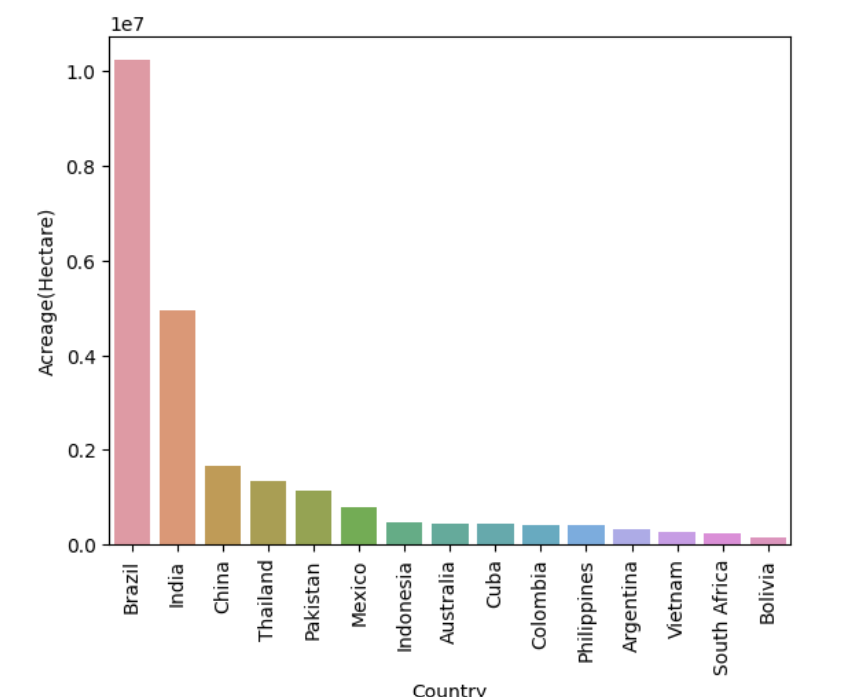 1e7
1.0
0.8
0.6
0.4
0.2
0.0
Acreage(Hectare)
Brazil
India
China
Thailand
Pakistan
Mexico
Indonesia
Australia
Cuba
Colombia
Philippines
Argentina
Vietnam
South Africa
Bolivia
Country